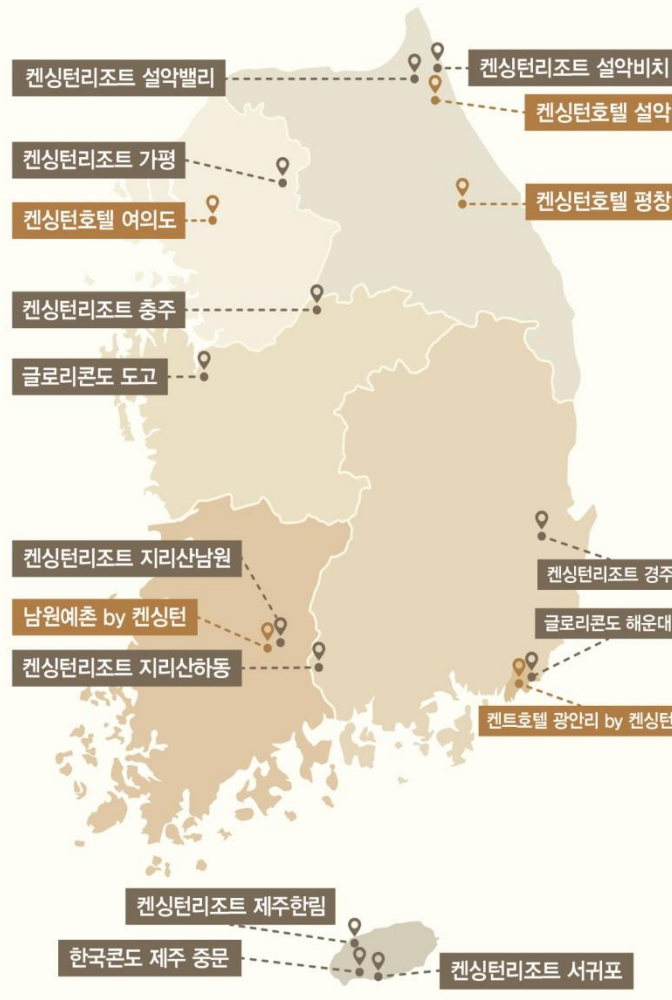 켄싱턴리조트 설악밸리
켄싱턴리조트 설악비치
켄싱턴호텔 설악
켄싱턴리조트 가평
켄싱턴호텔 평창
켄싱턴호텔 여의도
켄싱턴리조트 충주
글로리콘도 도고
켄싱턴리조트 지리산남원
켄싱턴리조트 경주
남원예촌 by 켄싱턴
글로리콘도 해운대
켄싱턴리조트 지리산하동
켄트호텔 광안리 by 켄싱턴
켄싱턴리조트 제주한림
한국콘도 제주 중문
켄싱턴리조트 서귀포